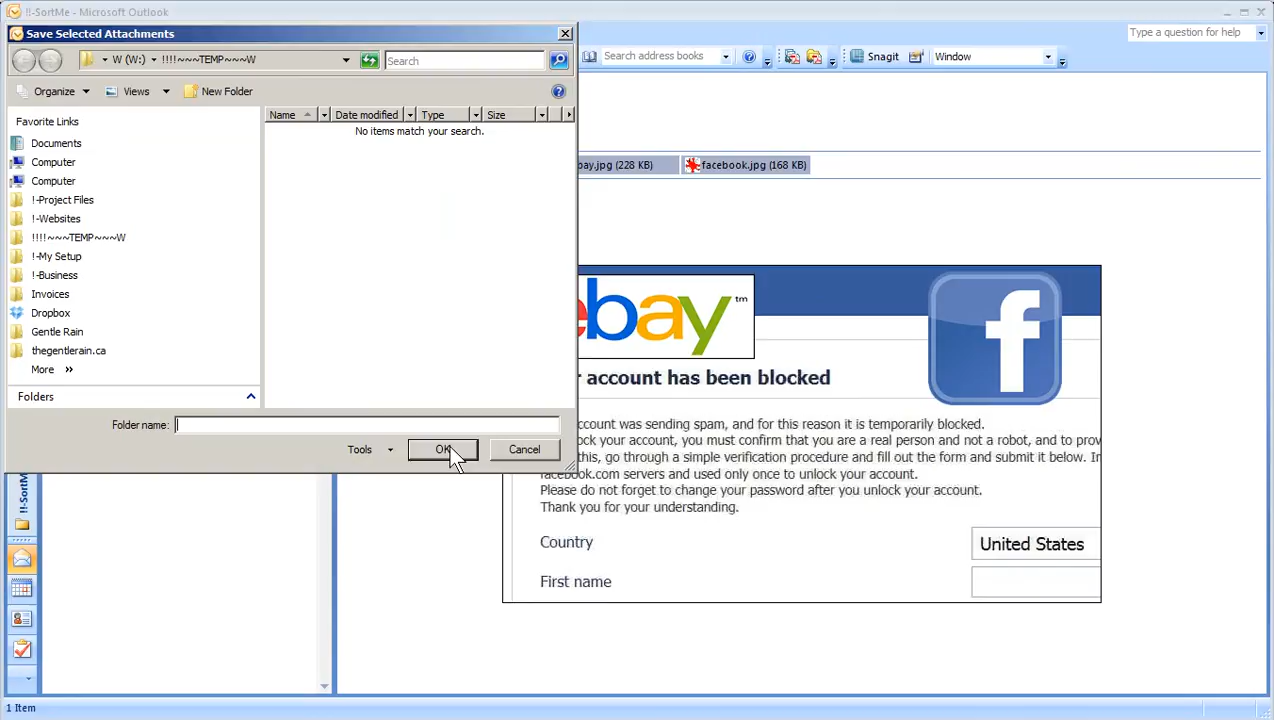 !!-SortMe - Microsoft Outlook
Save Selected Attachments
Type a question for help
W (W:) !!!!~~~TEMP~~~W
Search
Search address books
Snagit
Window
Organize
Views
New Folder
Favorite Links
Name
Date modified
Type
Size
No items match your search.
Documents
Computer
Computer
!-Project Files
!-Websites
!!!!~~~TEMP~~~W
!-My Setup
!-Business
Invoices
Dropbox
Gentle Rain
thegentlerain.ca
More »
Folders
Folder name:
Tools
OK
Cancel
bay.jpg (228 KB)
facebook.jpg (168 KB)
ebay™
f
r account has been blocked
ccount was sending spam, and for this reason it is temporarily blocked.
ock your account, you must confirm that you are a real person and not a robot, and to prov
this, go through a simple verification procedure and fill out the form and submit it below. In
facebook.com servers and used only once to unlock your account.
Please do not forget to change your password after you unlock your account.
Thank you for your understanding.
Country
United States
First name
!!-SortM
1 Item